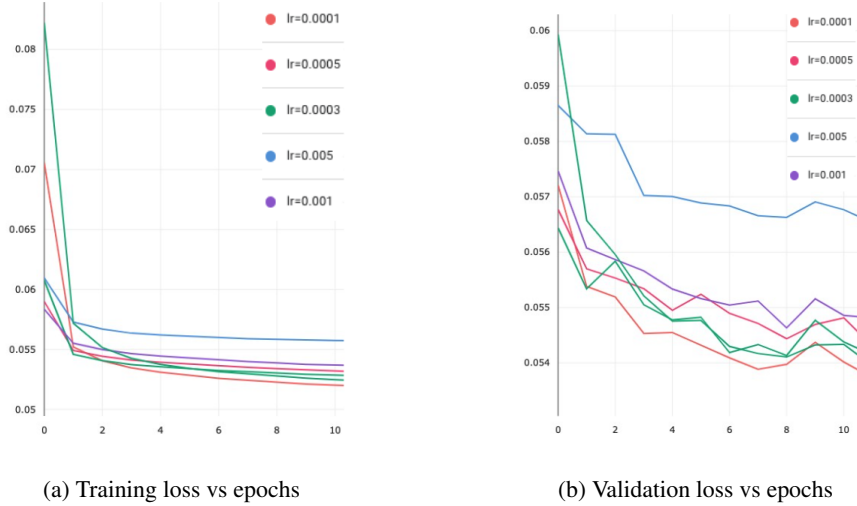 0.08
0.075
0.07
0.065
0.06
0.055
0.05
0
2
4
6
8
10
lr=0.0001
lr=0.0005
lr=0.0003
lr=0.005
lr=0.001
(a) Training loss vs epochs
0.06
0.059
0.058
0.057
0.056
0.055
0.054
0
2
4
6
8
10
lr=0.0001
lr=0.0005
lr=0.0003
lr=0.005
lr=0.001
(b) Validation loss vs epochs